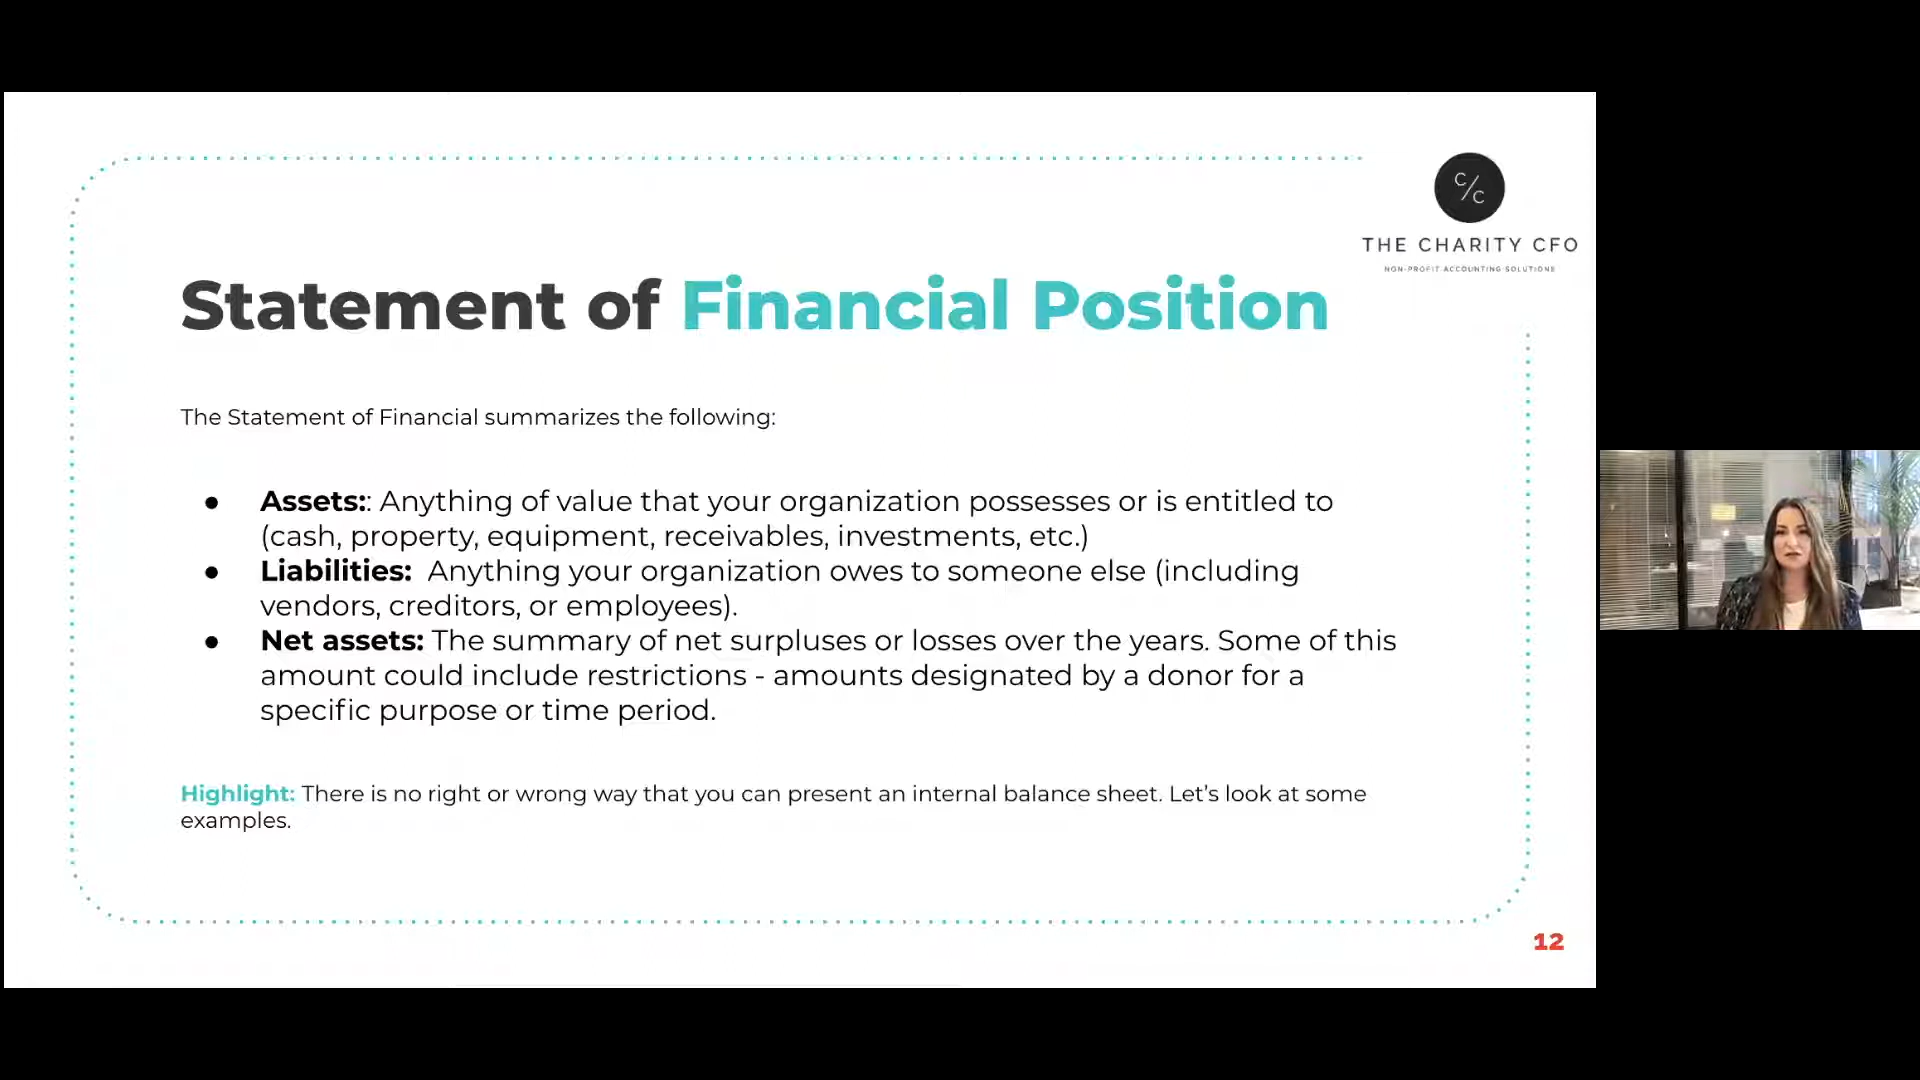 C/C
THE CHARITY CFO
NON-PROFIT ACCOUNTING SOLUTIONS
Statement of Financial Position
The Statement of Financial summarizes the following:
● Assets:: Anything of value that your organization possesses or is entitled to
(cash, property, equipment, receivables, investments, etc.)
● Liabilities:  Anything your organization owes to someone else (including
vendors, creditors, or employees).
● Net assets: The summary of net surpluses or losses over the years. Some of this
amount could include restrictions - amounts designated by a donor for a
specific purpose or time period.
Highlight: There is no right or wrong way that you can present an internal balance sheet. Let's look at some
examples.
12